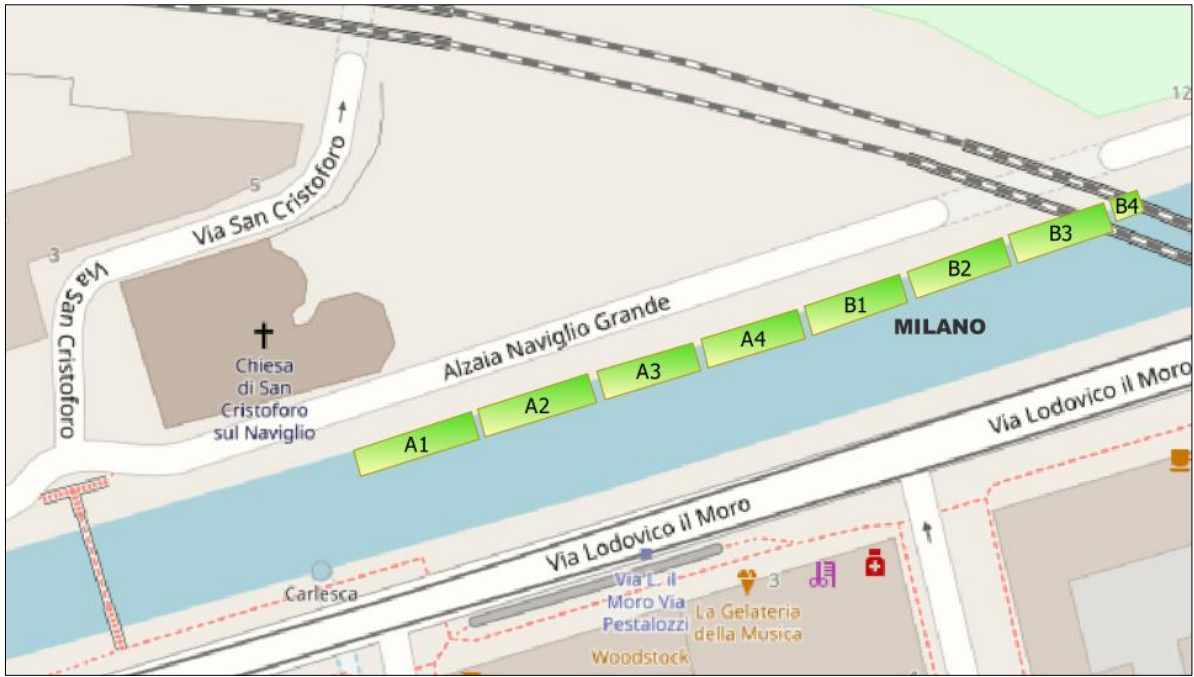 12
5
Via San Cristoforo
3
Via San Cristoforo
Chiesa
di San
Cristoforo
sul Naviglio
Alzaia Naviglio Grande
B4
B3
B2
B1
A4
A3
A2
A1
MILANO
Via Lodovico il Moro
Via Lodovico il Moro
Carlesca
Via L. il
Moro Via
Pestalozzi
3
La Gelateria
della Musica
Woodstock